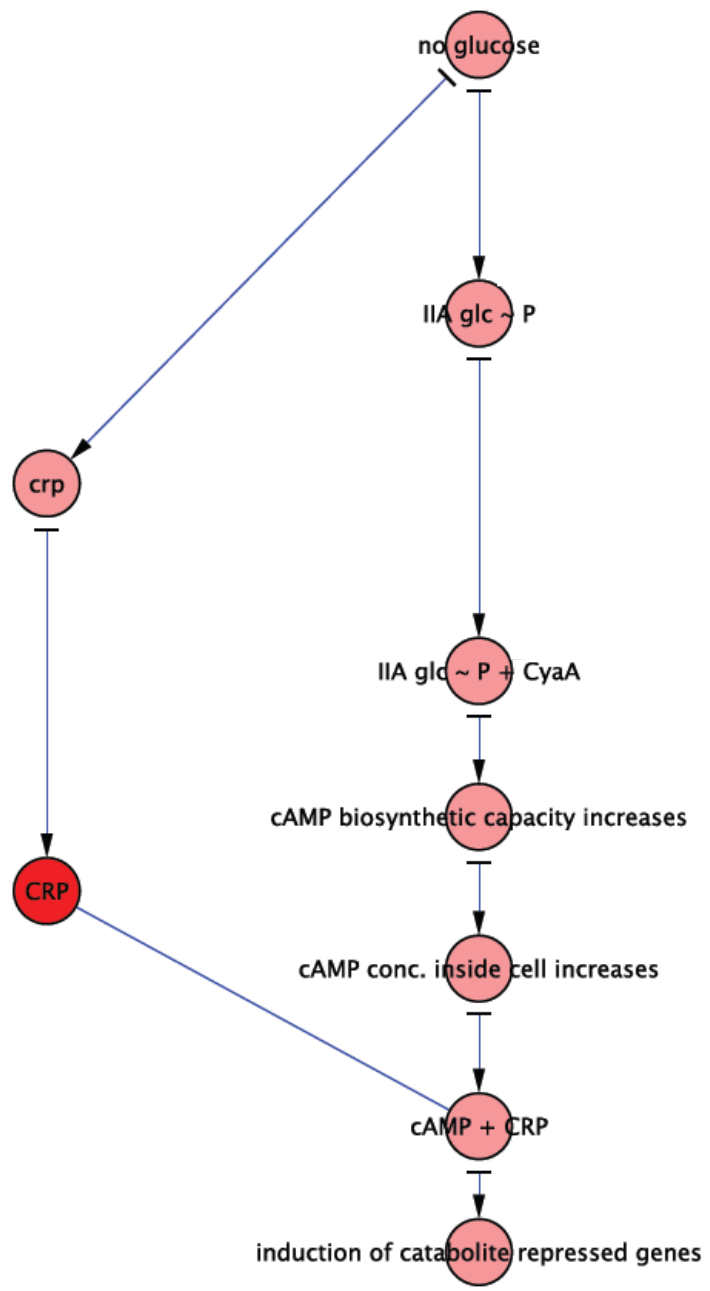 no glucose
IIA glc ~ P
crp
IIA glc ~ P + CyaA
cAMP biosynthetic capacity increases
CRP
cAMP conc. inside cell increases
cAMP + CRP
induction of catabolite repressed genes